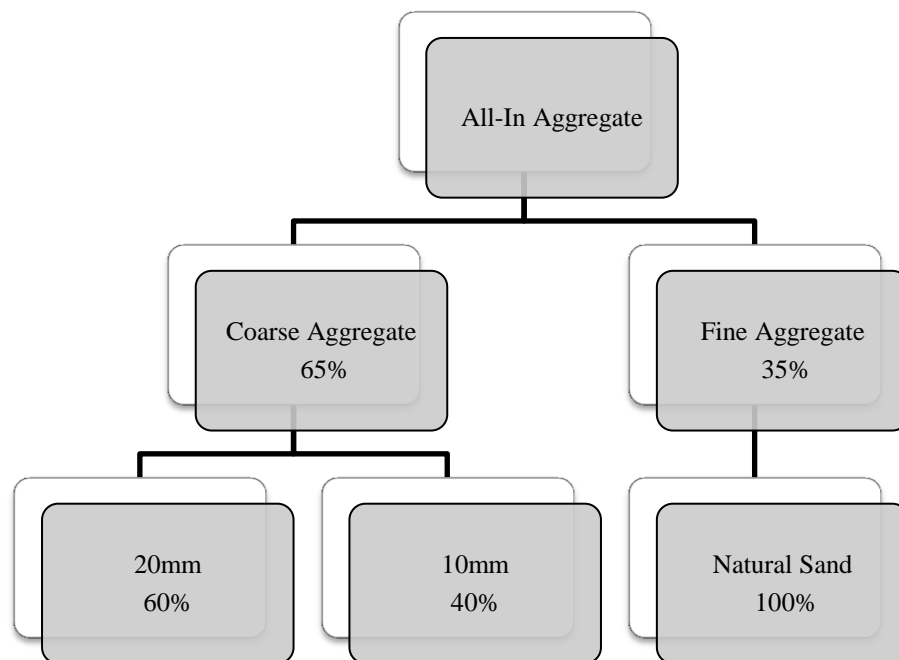 All-In Aggregate
Coarse Aggregate
65%
Fine Aggregate
35%
20mm
60%
10mm
40%
Natural Sand
100%